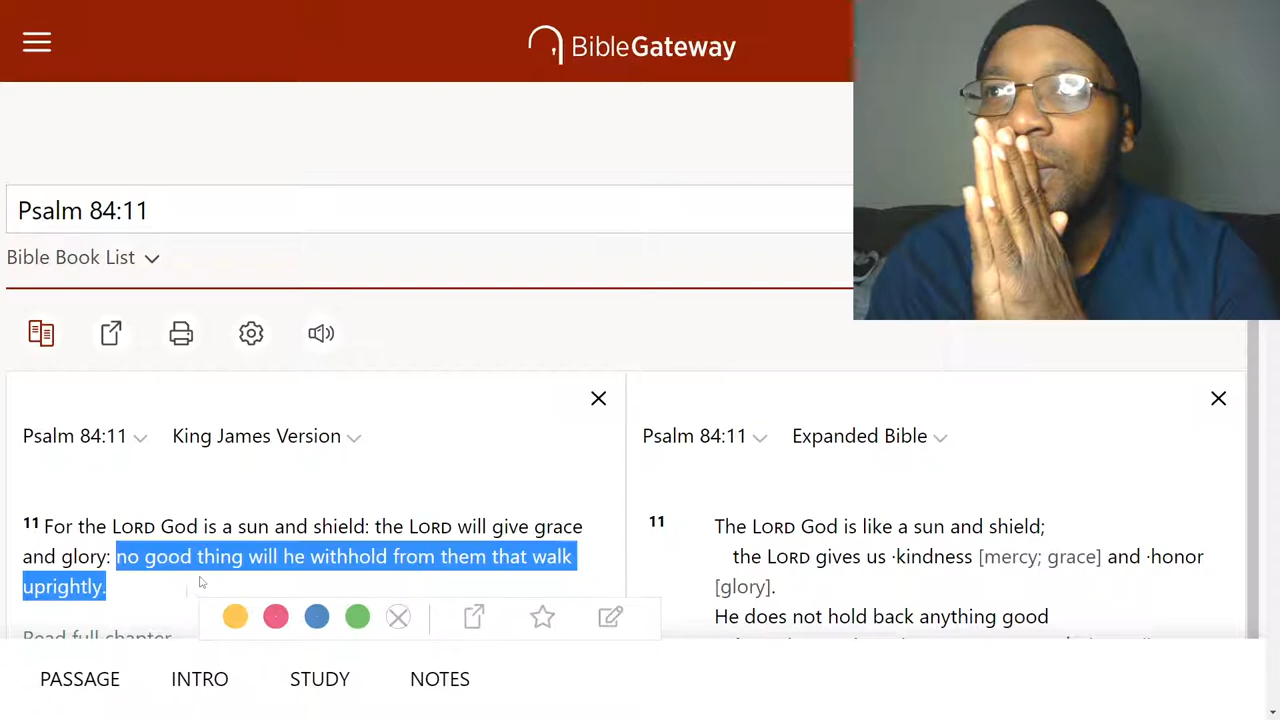 BibleGateway
Psalm 84:11
Bible Book List
Psalm 84:11 King James Version
11 For the LORD God is a sun and shield: the LORD will give grace
and glory: no good thing will he withhold from them that walk
uprightly.
Read full chapter
Psalm 84:11 Expanded Bible
11 The LORD God is like a sun and shield;
the LORD gives us ·kindness [mercy; grace] and ·honor
[glory].
He does not hold back anything good
PASSAGE INTRO STUDY NOTES